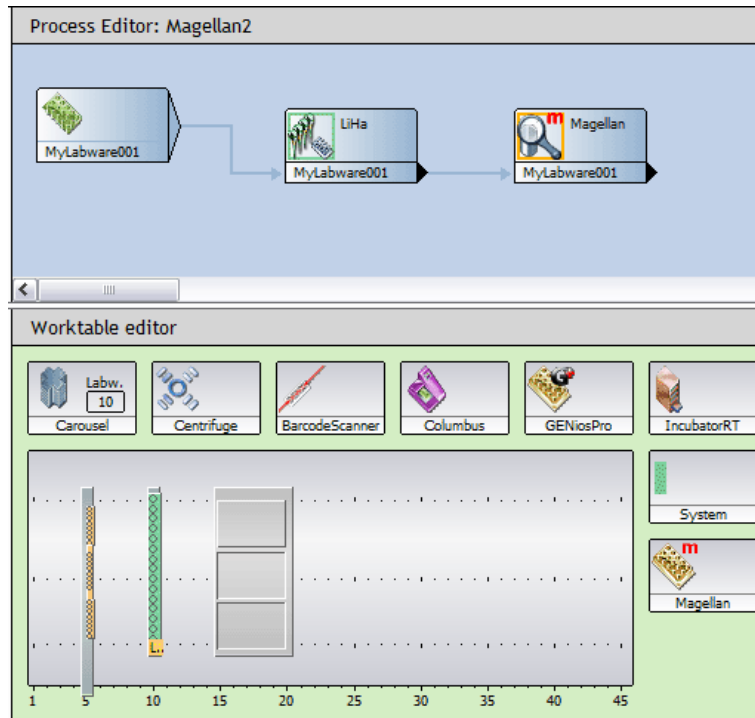 Process Editor: Magellan2
MyLabware001
LiHa
MyLabware001
m
Magellan
MyLabware001
Worktable editor
Labw.
10
Carousel
Centrifuge
BarcodeScanner
Columbus
G
GENiosPro
IncubatorRT
System
m
Magellan
L..
1 5 10 15 20 25 30 35 40 45